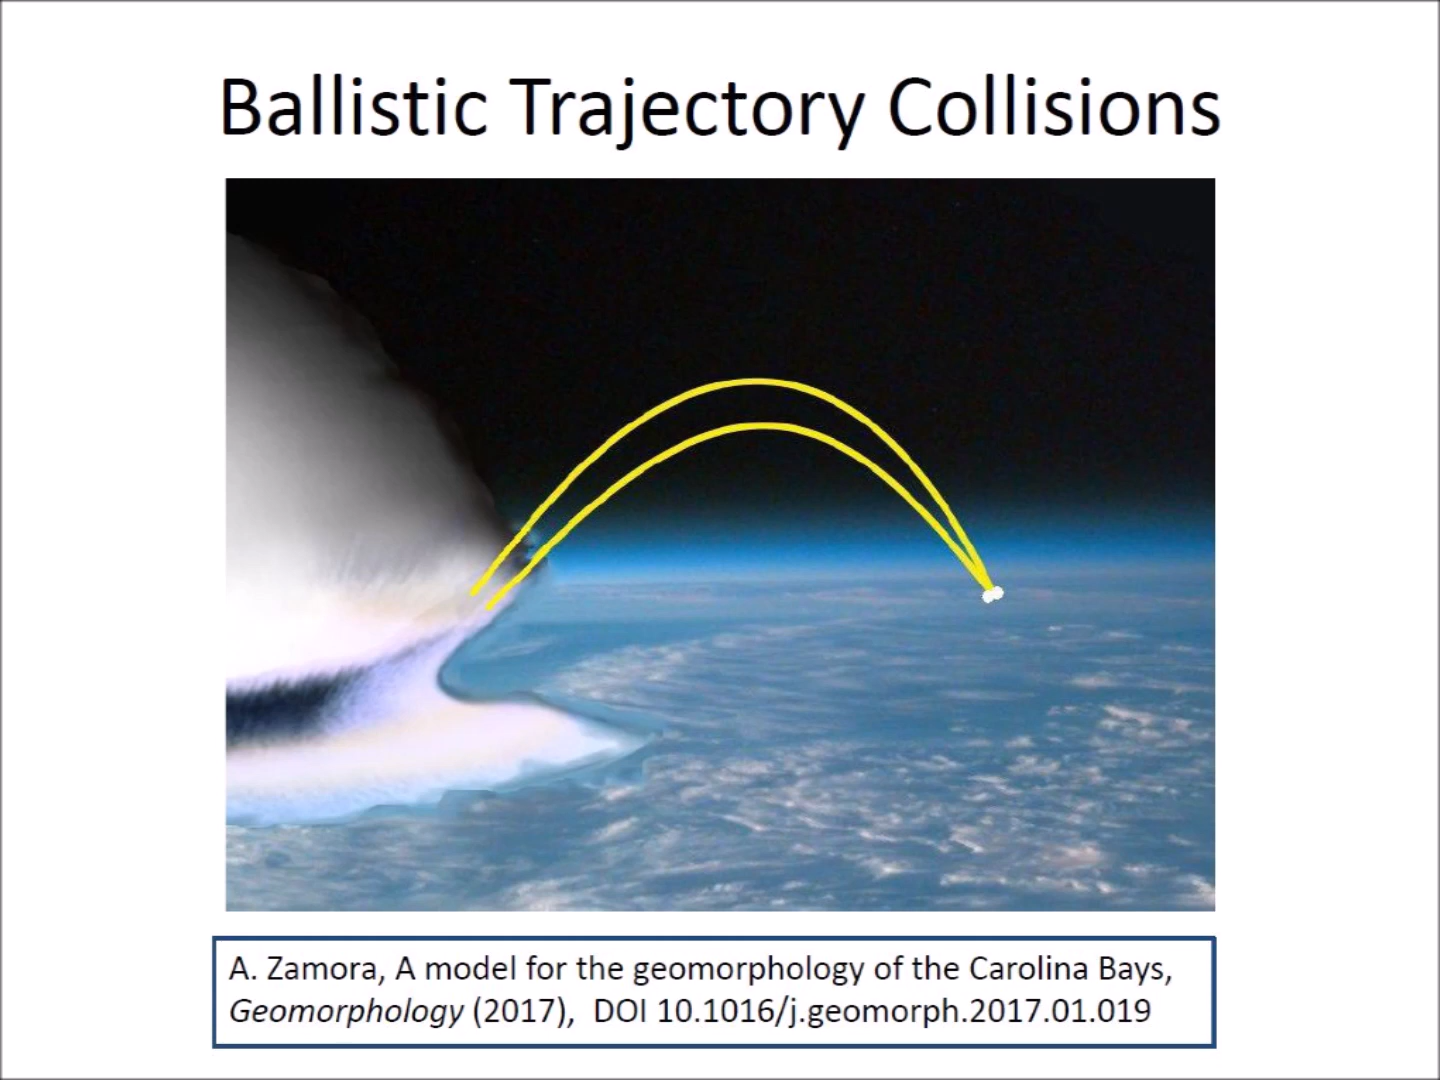 Ballistic Trajectory Collisions
A. Zamora, A model for the geomorphology of the Carolina Bays,
Geomorphology (2017),  DOI 10.1016/j.geomorph.2017.01.019